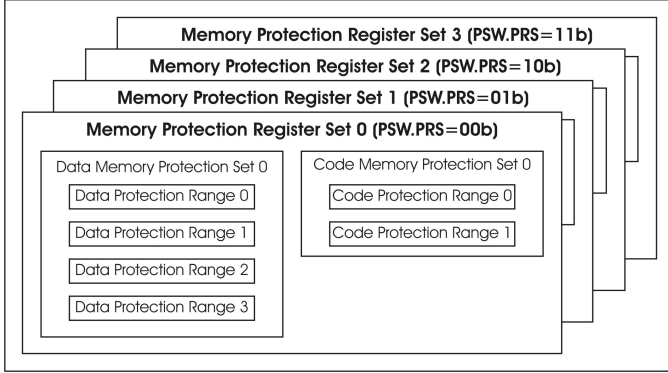 Memory Protection Register Set 3 (PSW.PRS=11b)
Memory Protection Register Set 2 (PSW.PRS=10b)
Memory Protection Register Set 1 (PSW.PRS=01b)
Memory Protection Register Set 0 (PSW.PRS=00b)
Data Memory Protection Set 0
Data Protection Range 0
Data Protection Range 1
Data Protection Range 2
Data Protection Range 3
Code Memory Protection Set 0
Code Protection Range 0
Code Protection Range 1